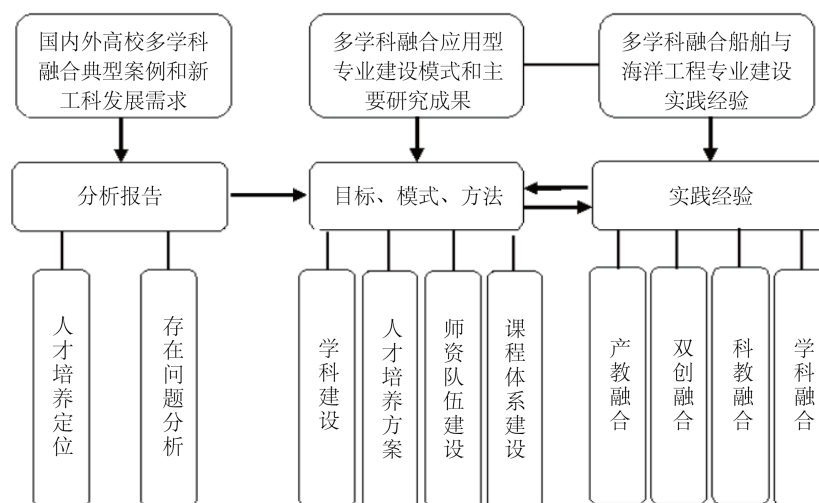 国内外高校多学科
融合典型案例和新
工科发展需求
多学科融合应用型
专业建设模式和主
要研究成果
多学科融合船舶与
海洋工程专业建设
实践经验
分析报告
目标、模式、方法
实践经验
人才培养定位
存在问题分析
学科建设
人才培养方案
师资队伍建设
课程体系建设
产教融合
双创融合
科教融合
学科融合